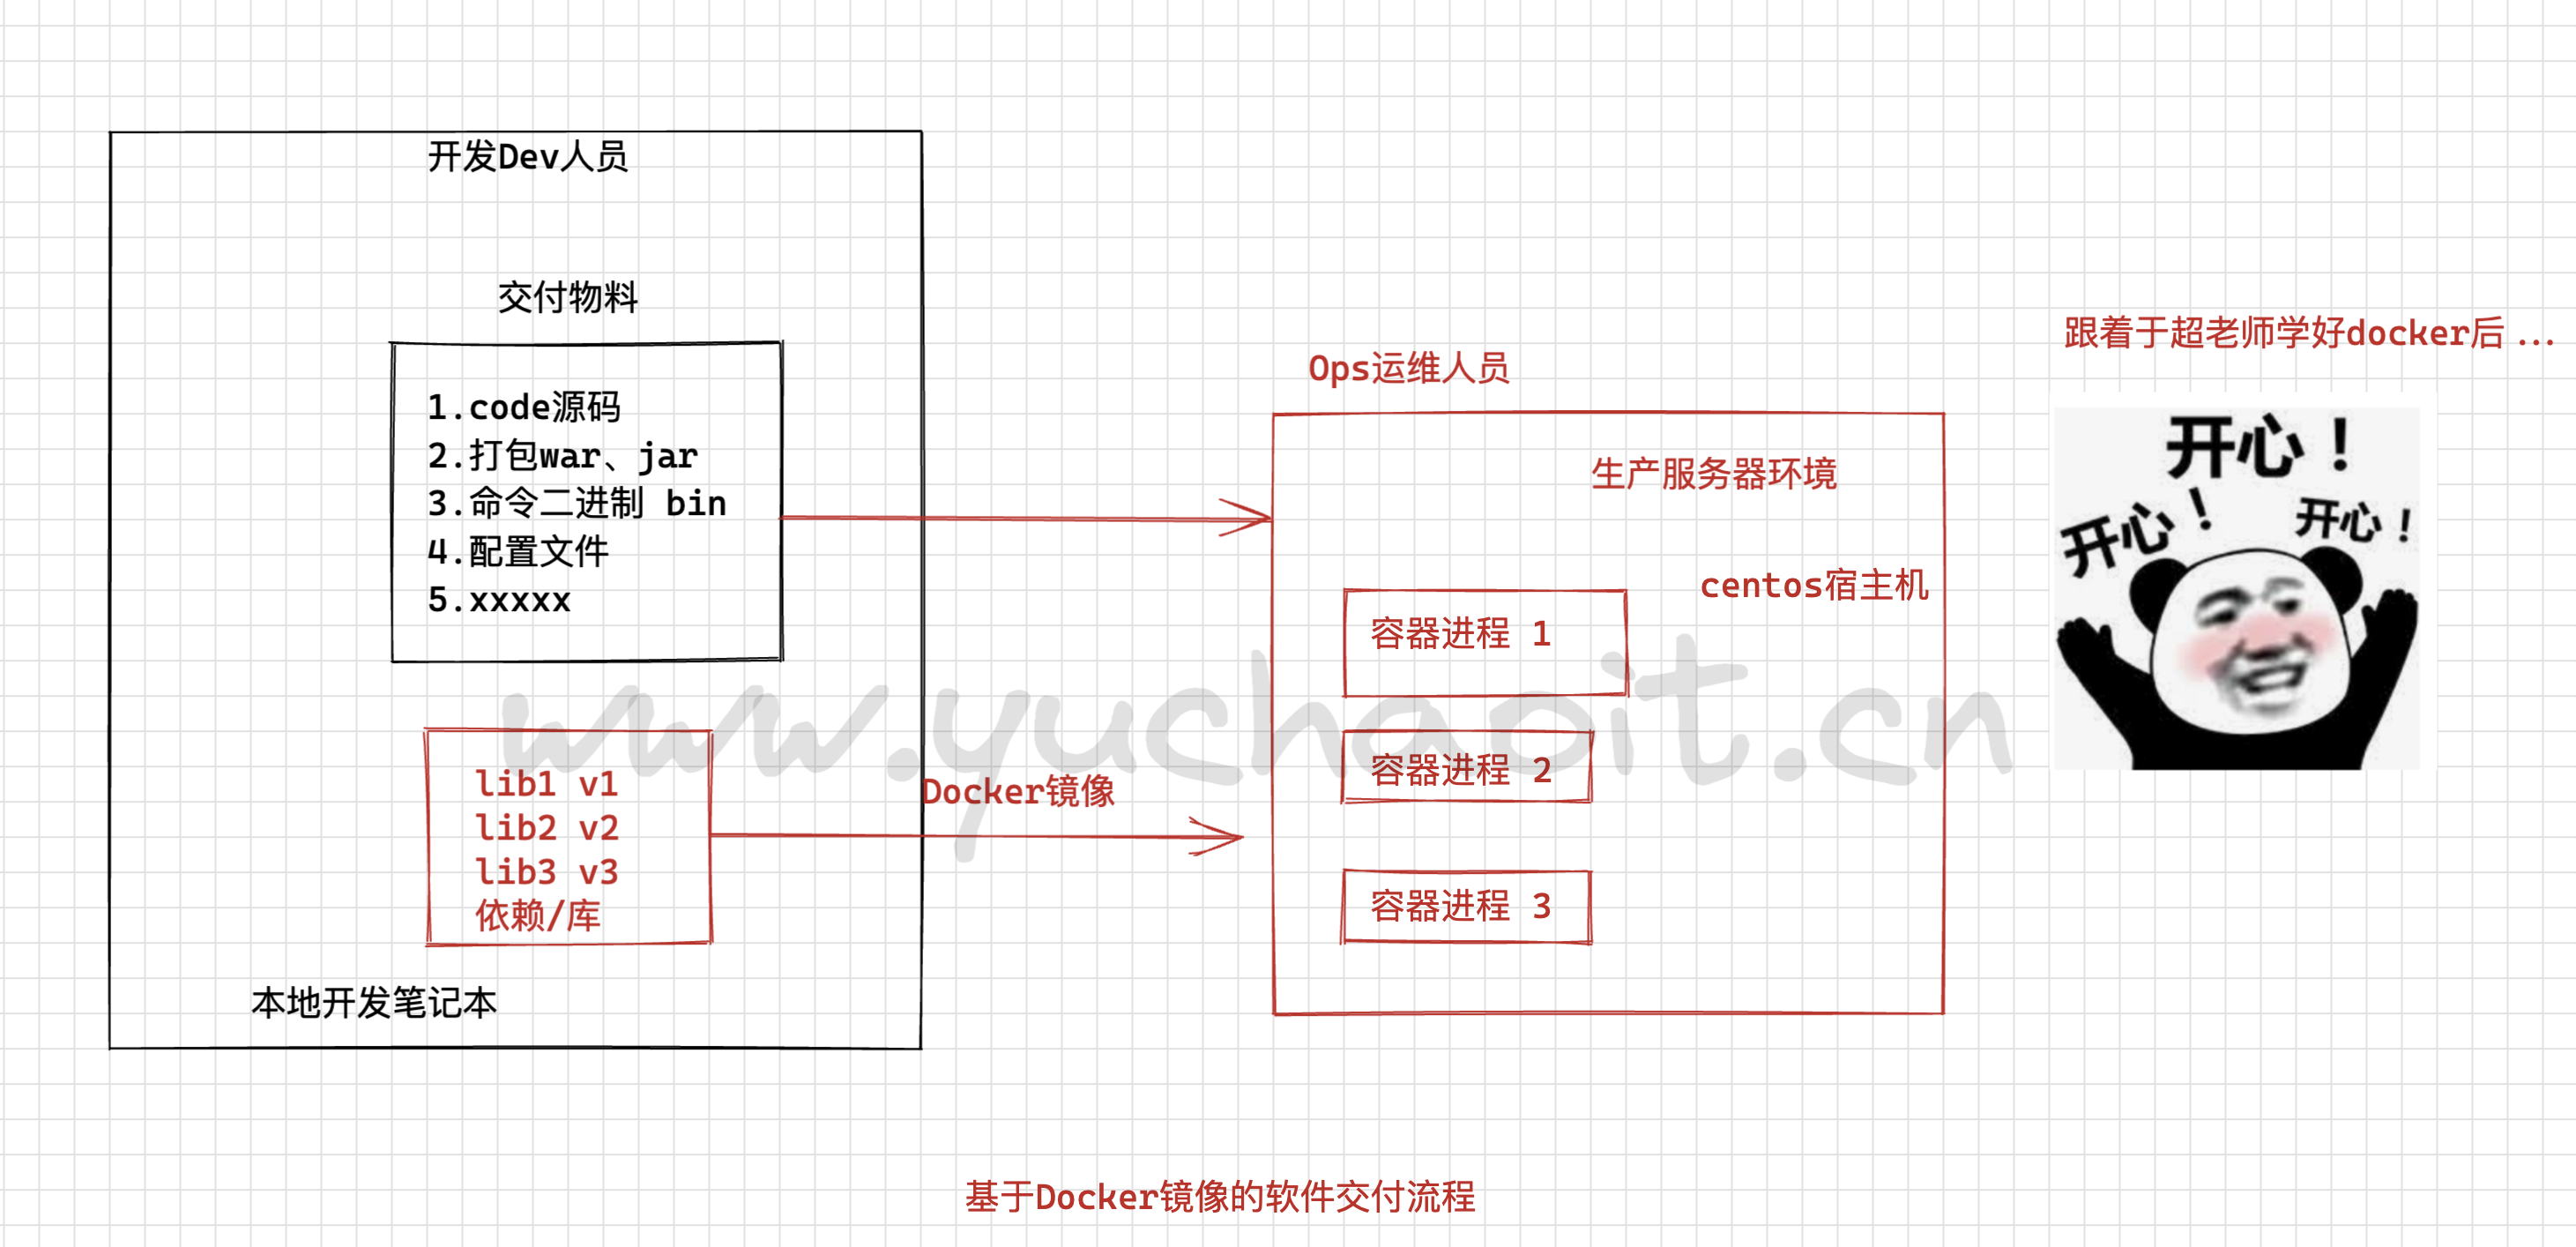 开发Dev人员
交付物料
1.code源码
2.打包war、jar
3.命令二进制 bin
4.配置文件
5.xxxxx
lib1 v1
lib2 v2
lib3 v3
依赖/库
本地开发笔记本
Docker镜像
Ops运维人员
生产服务器环境
centos宿主机
容器进程 1
容器进程 2
容器进程 3
跟着于超老师学好docker后 ...
开心！
开心！
开心！
www.yuchaoit.cn
基于Docker镜像的软件交付流程